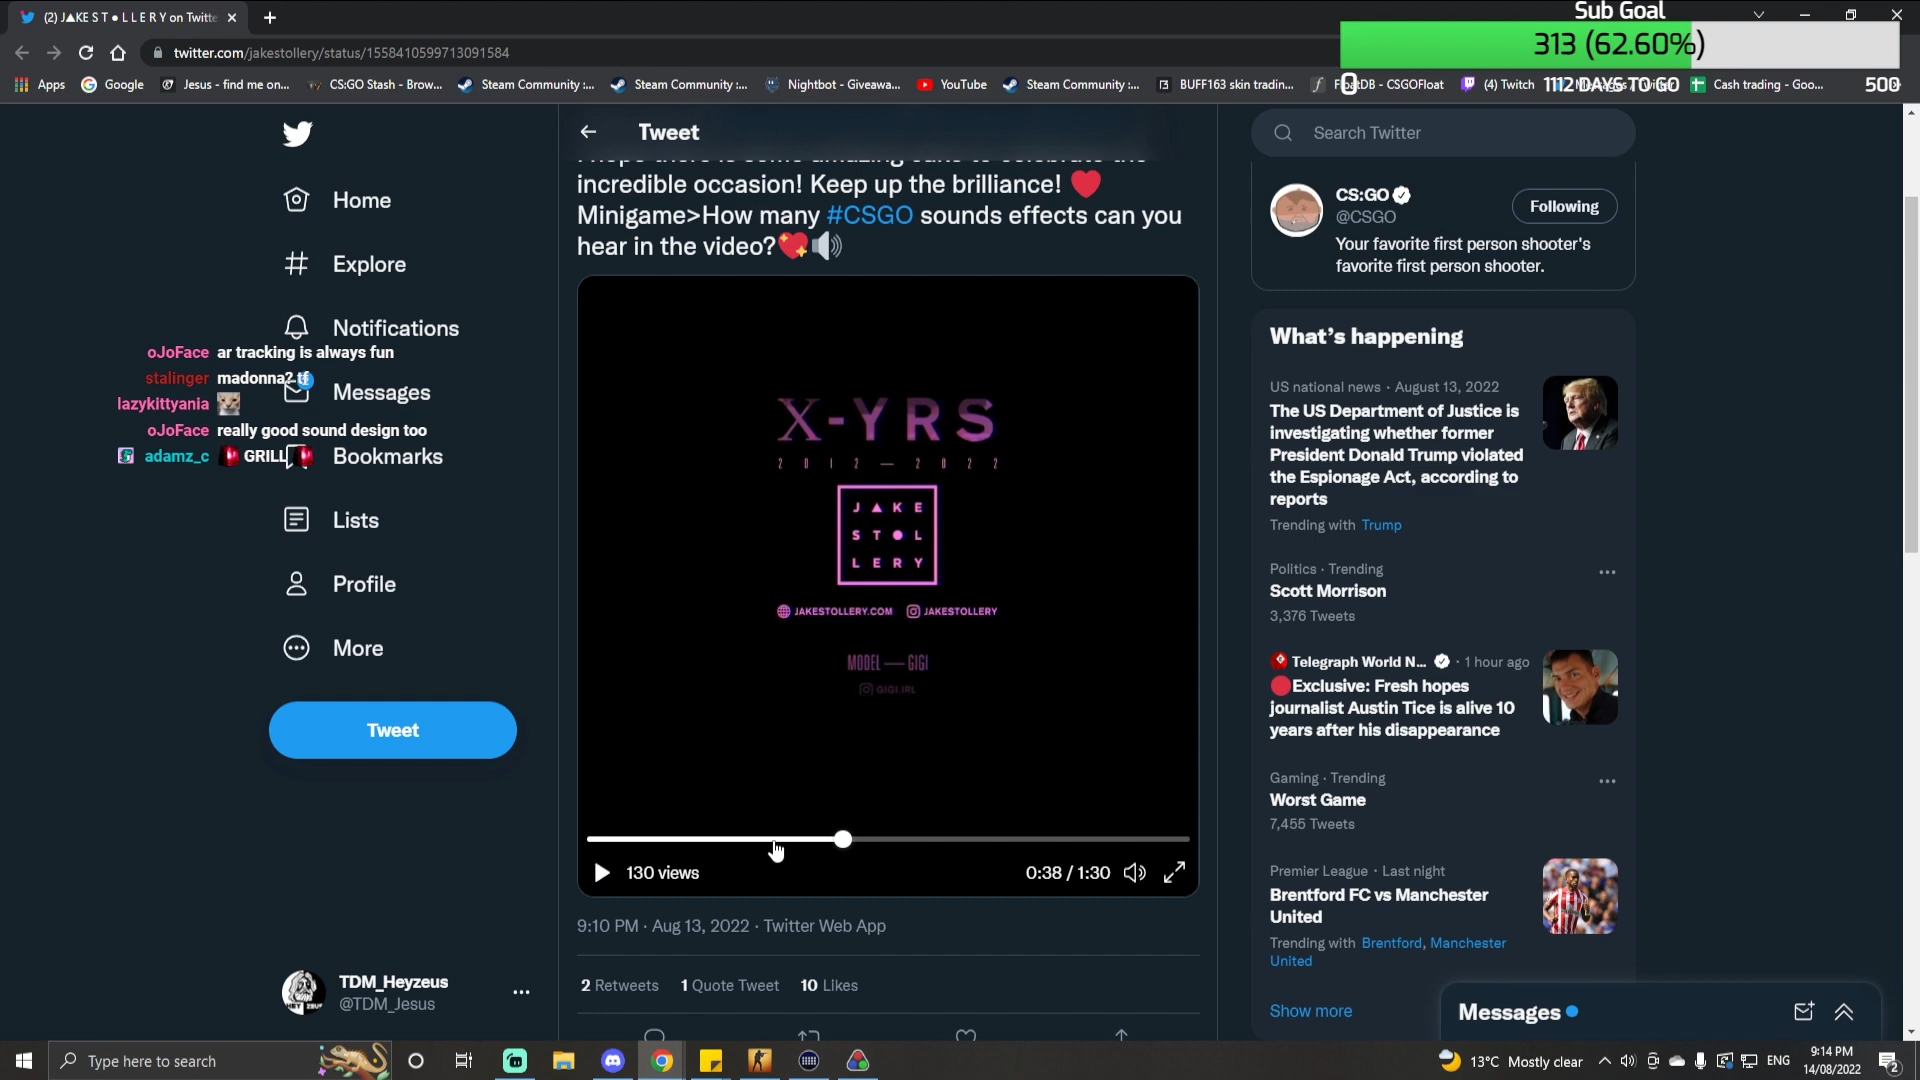 (2) J▲KE S T ● L L E R Y on Twitte
Sub Goal
313 (62.60%)
0
1112 DAYS TO GO
500
twitter.com/jakestollery/status/1558410599713091584
Apps
Google
Jesus - find me on...
CS:GO Stash - Brow...
Steam Community :...
Steam Community :...
Nightbot - Giveawa...
YouTube
Steam Community :...
BUFF163 skin tradin...
FloatDB - CSGOFloat
(4) Twitch
Cash trading - Goo...
Home
Explore
Notifications
Messages
Bookmarks
Lists
Profile
More
Tweet
TDM_Heyzeus
@TDM_Jesus
oJoFace ar tracking is always fun
stalinger madonna? tf
lazykittyania
oJoFace really good sound design too
adamz_c GRILL
Tweet
I hope there is some amazing cake to celebrate the
incredible occasion! Keep up the brilliance! ❤️
Minigame>How many #CSGO sounds effects can you
hear in the video?💖🔊
X-YRS
2012 — 2022
J▲KE
ST●L
LERY
JAKESTOLLERY.COM
JAKESTOLLERY
MODEL — GIGI
GIGI.IRL
130 views
0:38 / 1:30
9:10 PM · Aug 13, 2022 · Twitter Web App
2 Retweets 1 Quote Tweet 10 Likes
Search Twitter
CS:GO
@CSGO
Following
Your favorite first person shooter's
favorite first person shooter.
What's happening
US national news · August 13, 2022
The US Department of Justice is
investigating whether former
President Donald Trump violated
the Espionage Act, according to
reports
Trending with Trump
Politics · Trending
Scott Morrison
3,376 Tweets
Telegraph World N... · 1 hour ago
🔴Exclusive: Fresh hopes
journalist Austin Tice is alive 10
years after his disappearance
Gaming · Trending
Worst Game
7,455 Tweets
Premier League · Last night
Brentford FC vs Manchester
United
Trending with Brentford, Manchester
United
Show more
Messages
Type here to search
13°C Mostly clear
ENG
9:14 PM
14/08/2022
2